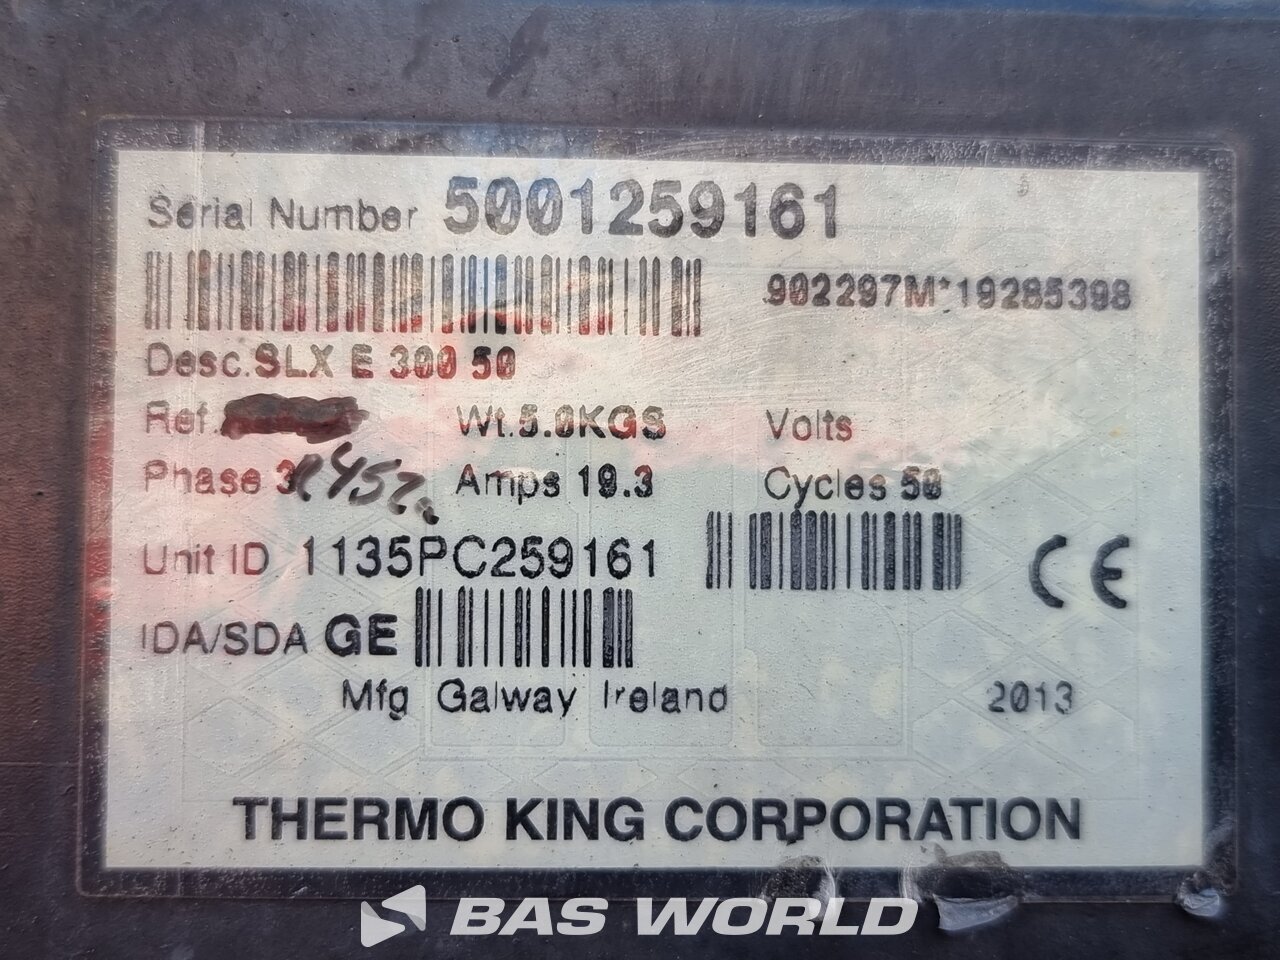 Serial Number 5001259161
902297M*19285398
Desc.SLX E 300 50
Ref. Wt.5.0KGS Volts
Phase 3 R452 Amps 19.3 Cycles 50
Unit ID 1135PC259161
CE
IDA/SDA GE
Mfg Galway Ireland 2013
THERMO KING CORPORATION
BAS WORLD